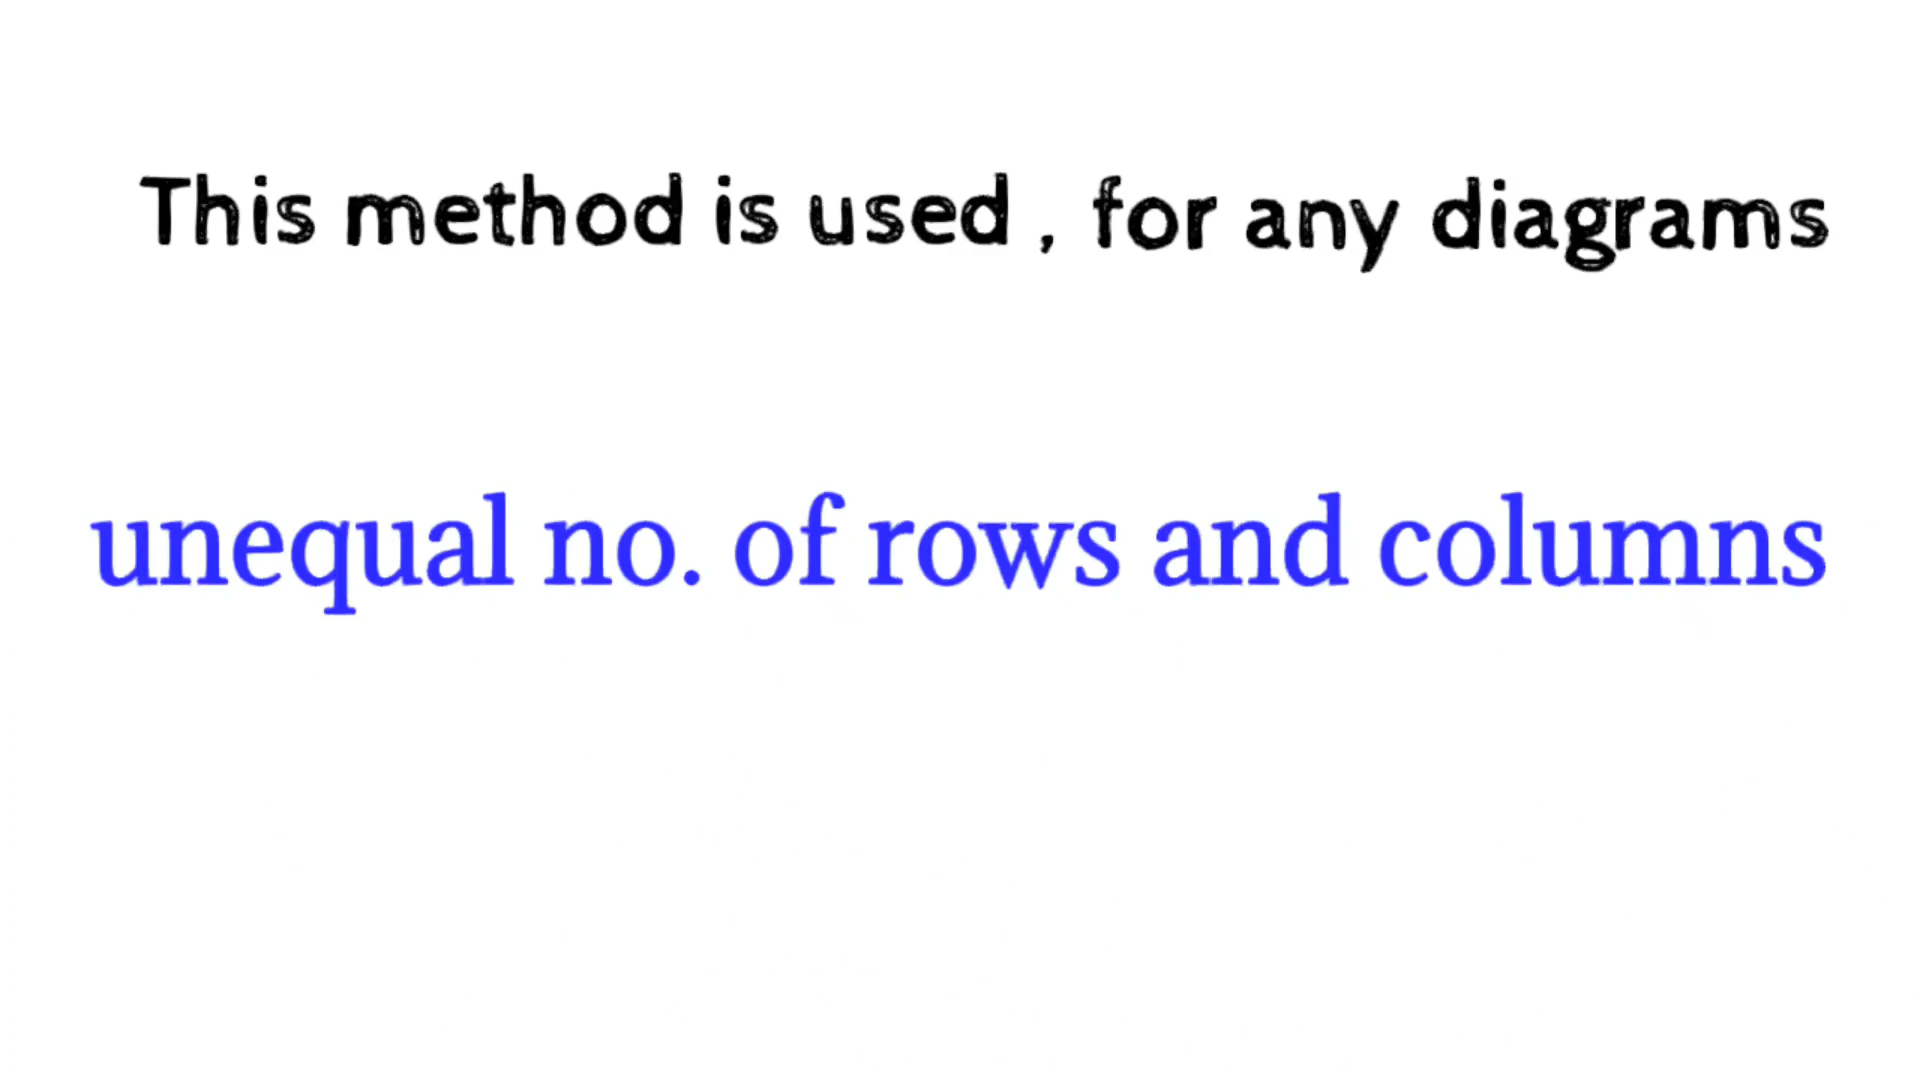 This method is used , for any diagrams
unequal no. of rows and columns